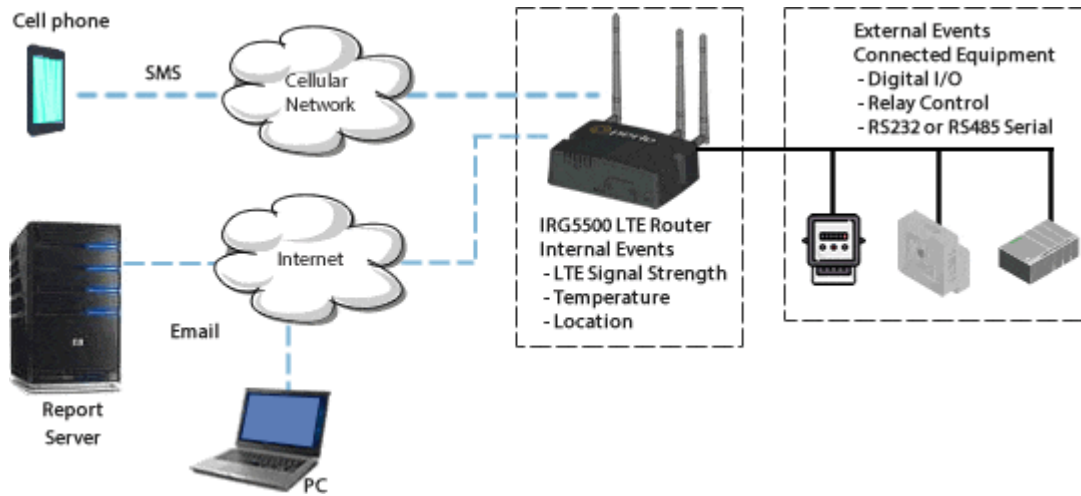 Cell phone
SMS
Cellular
Network
Internet
Email
Report
Server
PC
perle
IRG5500 LTE Router
Internal Events
- LTE Signal Strength
- Temperature
- Location
External Events
Connected Equipment
- Digital I/O
- Relay Control
- RS232 or RS485 Serial